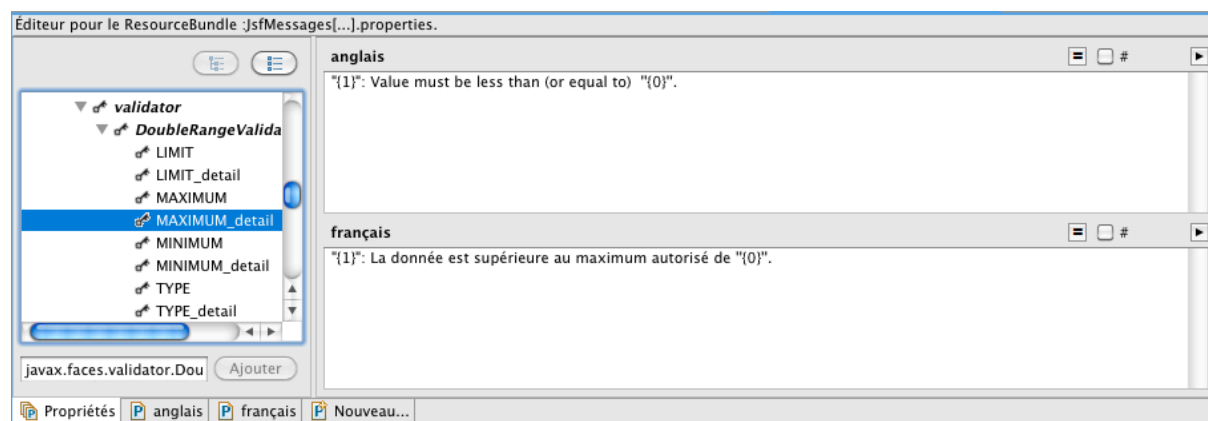 Éditeur pour le ResourceBundle :JsfMessages[...].properties.
anglais
= #
"{1}": Value must be less than (or equal to)  "{0}".
validator
DoubleRangeValida
LIMIT
LIMIT_detail
MAXIMUM
MAXIMUM_detail
MINIMUM
MINIMUM_detail
TYPE
TYPE_detail
français
= #
"{1}": La donnée est supérieure au maximum autorisé de "{0}".
javax.faces.validator.Dou
Ajouter
Propriétés
P anglais
P français
P Nouveau...